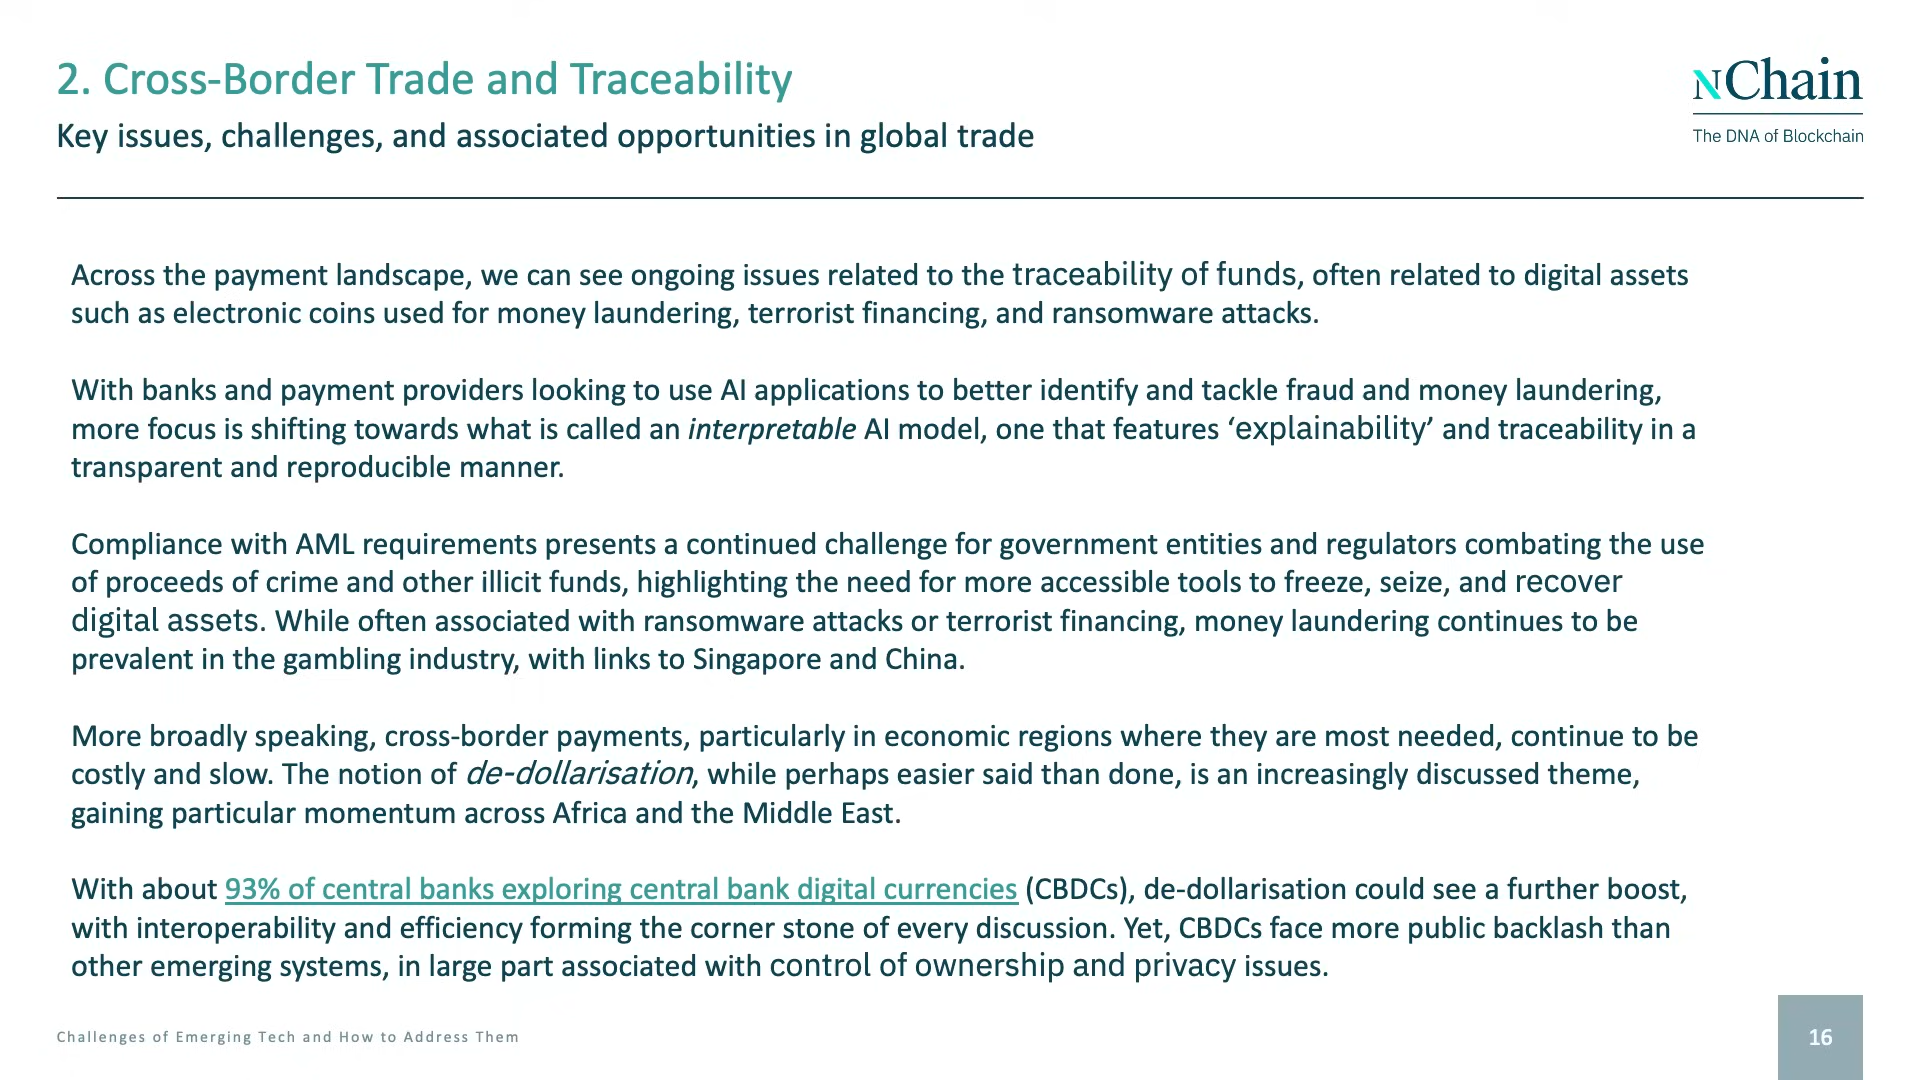 2. Cross-Border Trade and Traceability
Key issues, challenges, and associated opportunities in global trade
nChain
The DNA of Blockchain
Across the payment landscape, we can see ongoing issues related to the traceability of funds, often related to digital assets
such as electronic coins used for money laundering, terrorist financing, and ransomware attacks.
With banks and payment providers looking to use AI applications to better identify and tackle fraud and money laundering,
more focus is shifting towards what is called an interpretable AI model, one that features ‘explainability’ and traceability in a
transparent and reproducible manner.
Compliance with AML requirements presents a continued challenge for government entities and regulators combating the use
of proceeds of crime and other illicit funds, highlighting the need for more accessible tools to freeze, seize, and recover
digital assets. While often associated with ransomware attacks or terrorist financing, money laundering continues to be
prevalent in the gambling industry, with links to Singapore and China.
More broadly speaking, cross-border payments, particularly in economic regions where they are most needed, continue to be
costly and slow. The notion of de-dollarisation, while perhaps easier said than done, is an increasingly discussed theme,
gaining particular momentum across Africa and the Middle East.
With about 93% of central banks exploring central bank digital currencies (CBDCs), de-dollarisation could see a further boost,
with interoperability and efficiency forming the corner stone of every discussion. Yet, CBDCs face more public backlash than
other emerging systems, in large part associated with control of ownership and privacy issues.
Challenges of Emerging Tech and How to Address Them
16